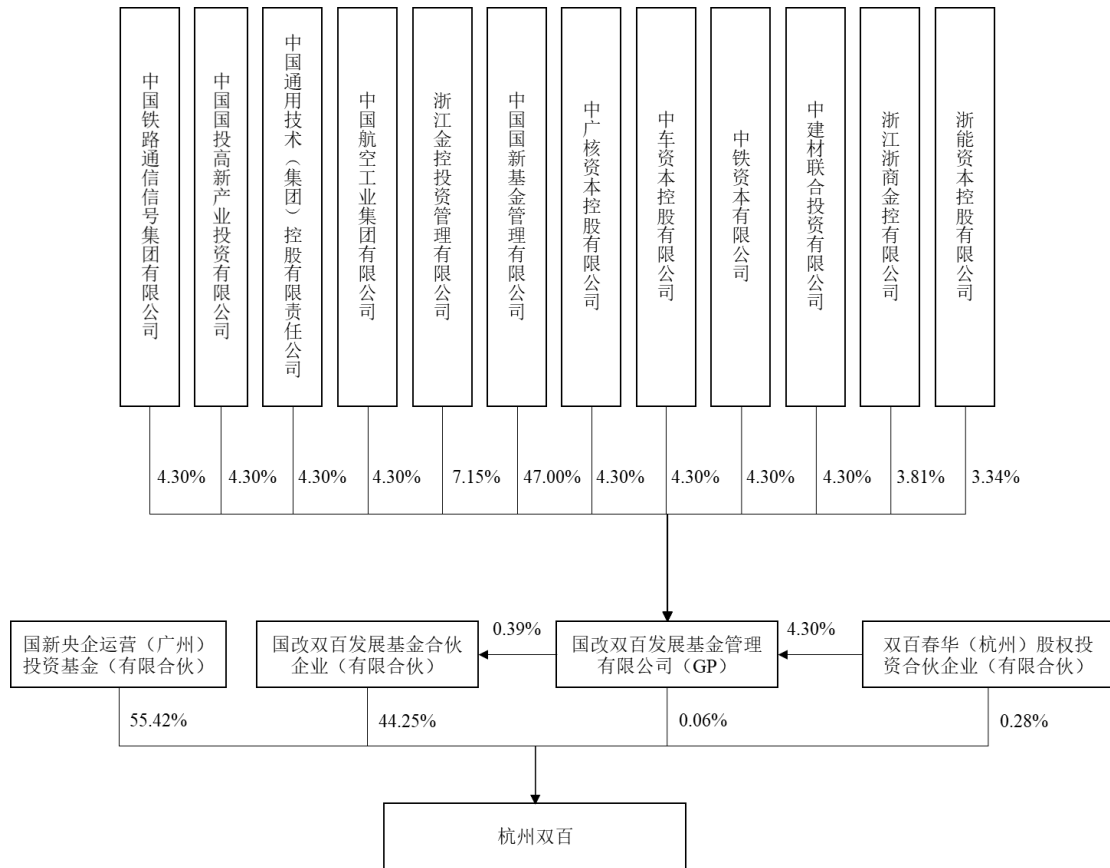 中国铁路通信信号集团有限公司
中国国投高新产业投资有限公司
中国通用技术（集团）控股有限责任公司
中国航空工业集团有限公司
浙江金控投资管理有限公司
中国国新基金管理有限公司
中广核资本控股有限公司
中车资本控股有限公司
中铁资本有限公司
中建材联合投资有限公司
浙江浙商金控有限公司
浙能资本控股有限公司
4.30%
4.30%
4.30%
4.30%
7.15%
47.00%
4.30%
4.30%
4.30%
4.30%
3.81%
3.34%
国新央企运营（广州）
投资基金（有限合伙）
国改双百发展基金合伙
企业（有限合伙）
0.39%
国改双百发展基金管理
有限公司（GP）
4.30%
双百春华（杭州）股权投
资合伙企业（有限合伙）
55.42%
44.25%
0.06%
0.28%
杭州双百